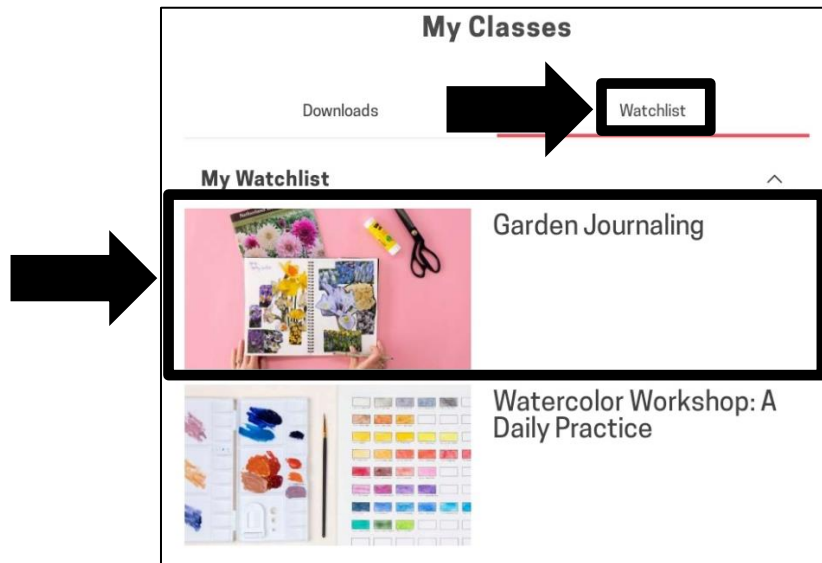 My Classes
Downloads
Watchlist
My Watchlist
Garden Journaling
Watercolor Workshop: A
Daily Practice